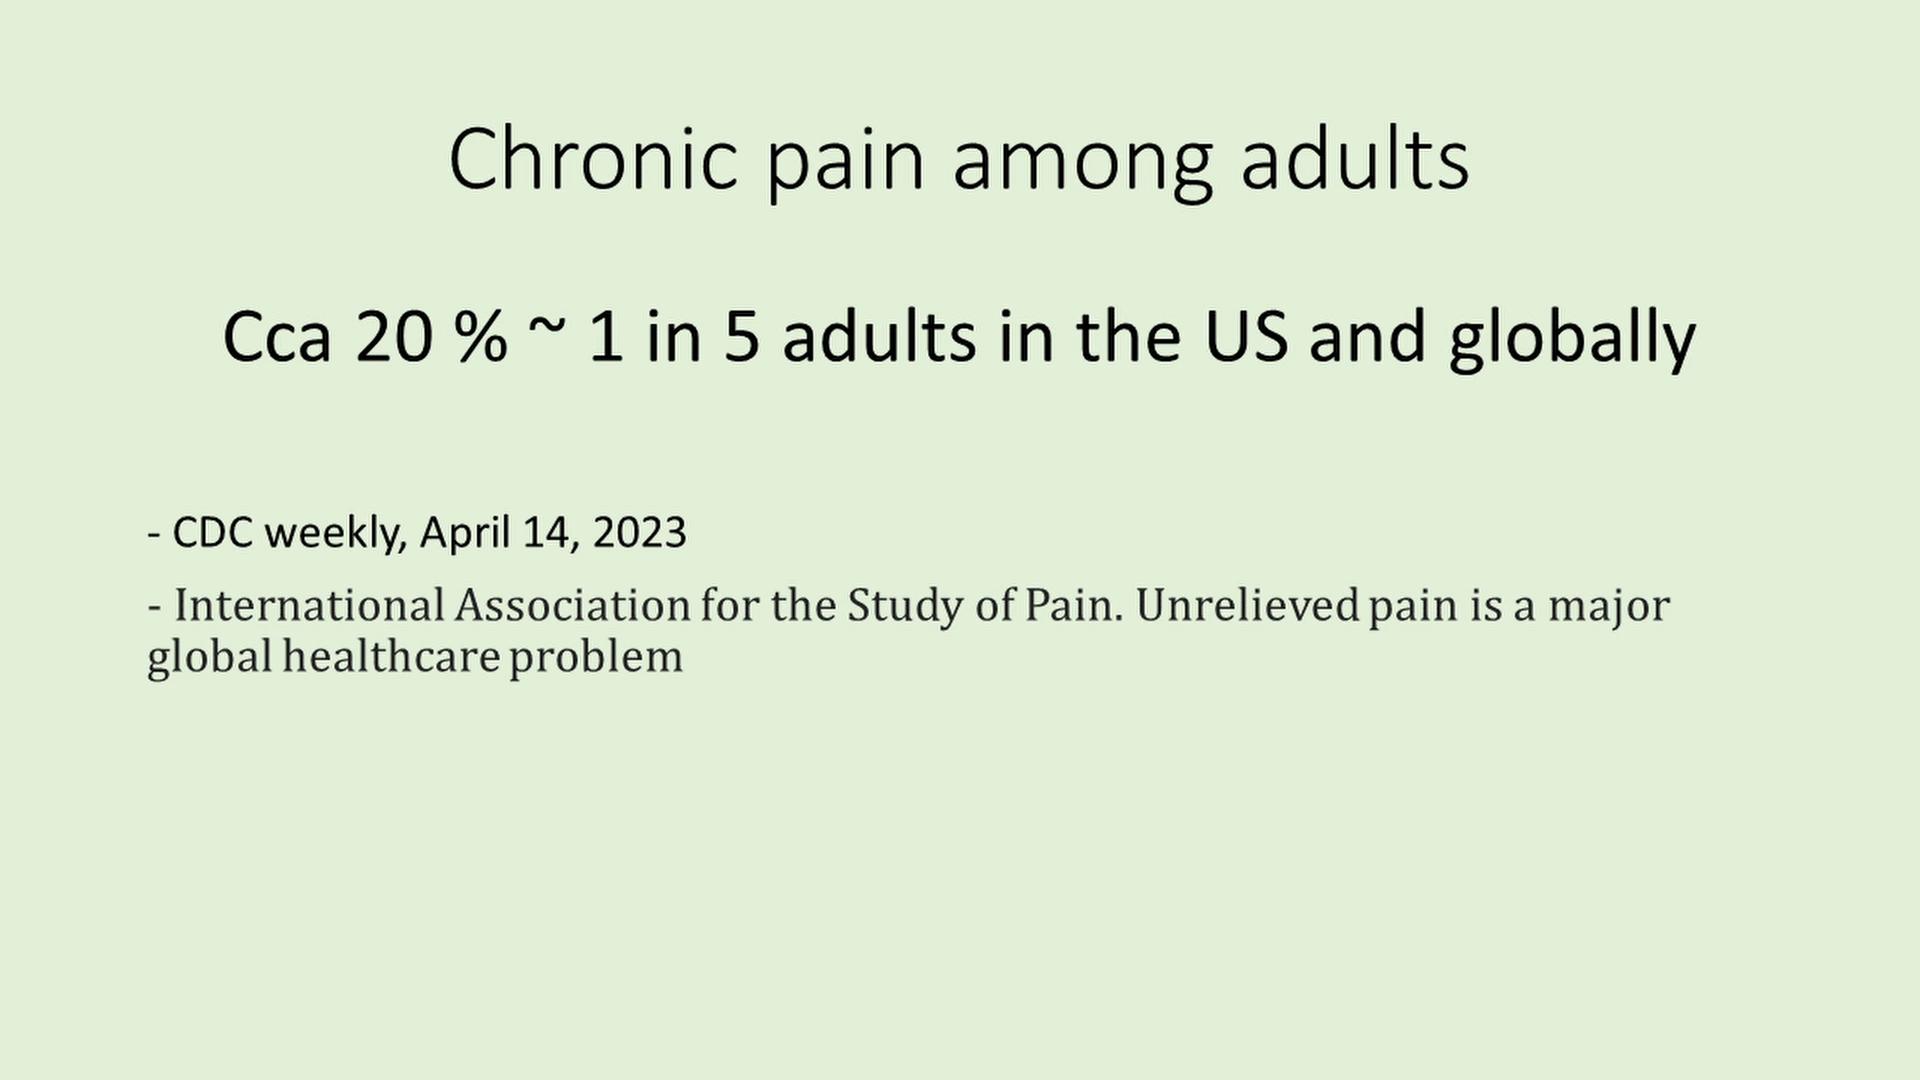 Chronic pain among adults
Cca 20 % ~ 1 in 5 adults in the US and globally
- CDC weekly, April 14, 2023
- International Association for the Study of Pain. Unrelieved pain is a major
global healthcare problem